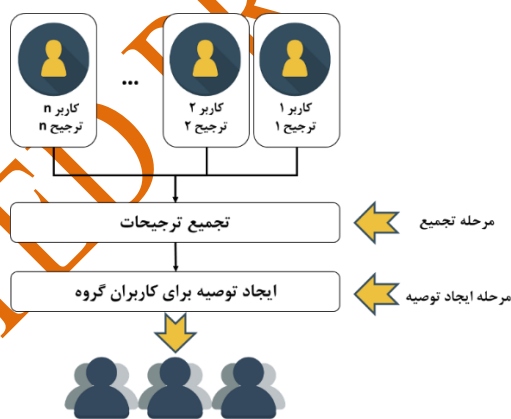 کاربر ۱
ترجیح ۱
کاربر ۲
ترجیح ۲
...
کاربر n
ترجیح n
تجمیع ترجیحات
مرحله تجمیع
ایجاد توصیه برای کاربران گروه
مرحله ایجاد توصیه